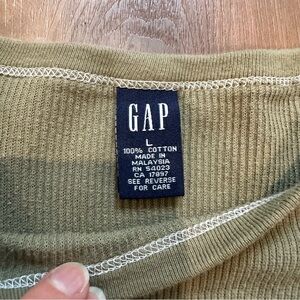 GAP
L
100% COTTON
MADE IN
MALAYSIA
RN 54023
CA 17897
SEE REVERSE
FOR CARE